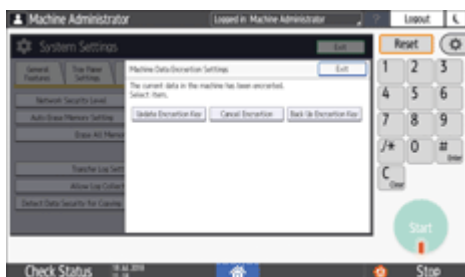 Machine Administrator
Logged in: Machine Administrator
?
Logout
System Settings
Exit
Reset
General Features
Tray Paper Settings
Machine Data Encryption Settings
Exit
The current data in the machine has been encrypted.
Select item.
Network Security Level
Update Encryption Key
Cancel Encryption
Back Up Encryption Key
Auto Erase Memory Setting
Erase All Memor
Transfer Log Sett
Allow Log Collect
Detect Data Security for Copying
1 2 3
4 5 6
7 8 9
./* 0 #
Enter
C
Clear
Start
Check Status
Stop